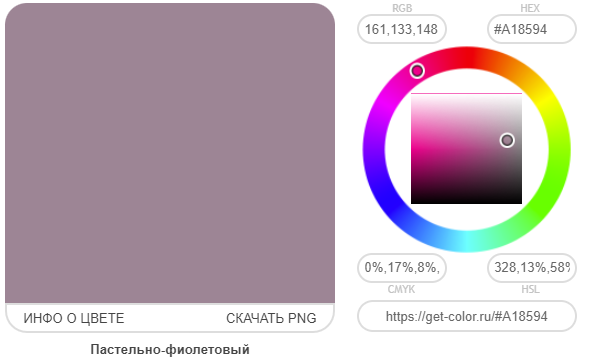 RGB
HEX
161,133,148
#A18594
0%,17%,8%,
328,13%,58%
CMYK
HSL
ИНФО О ЦВЕТЕ
СКАЧАТЬ PNG
https://get-color.ru/#A18594
Пастельно-фиолетовый